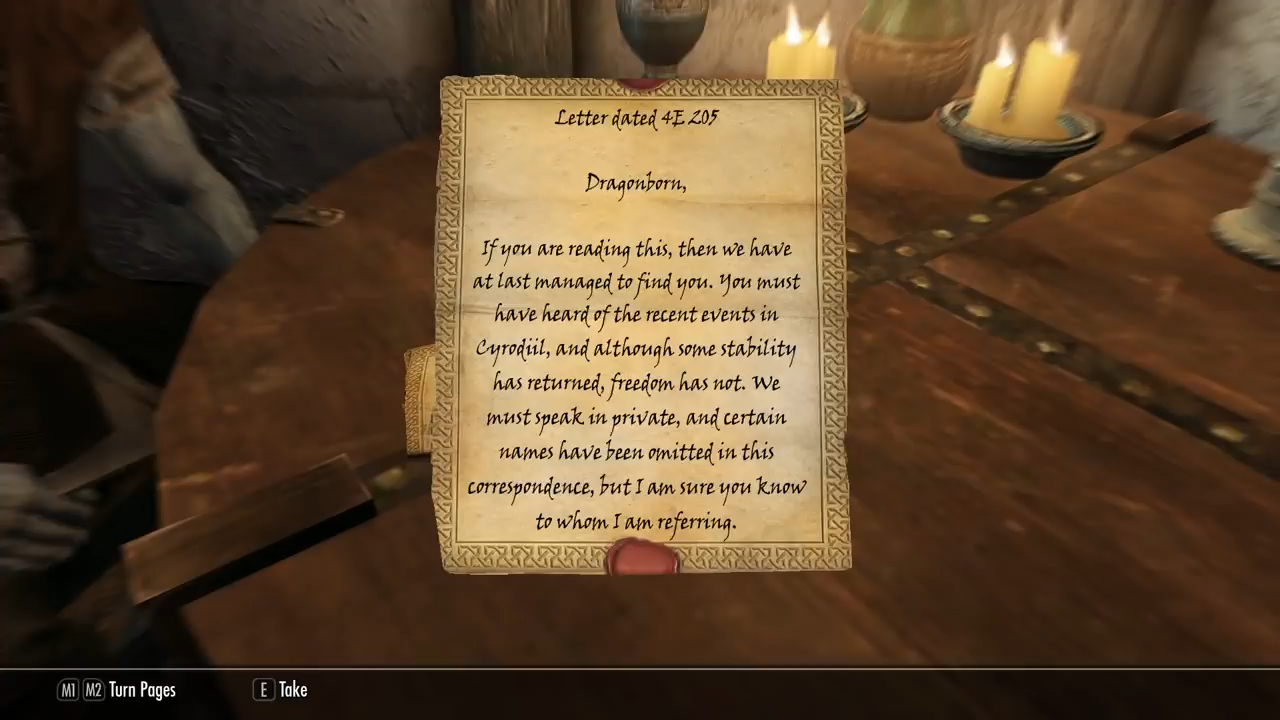 Letter dated 4E 205
Dragonborn,
If you are reading this, then we have
at last managed to find you. You must
have heard of the recent events in
Cyrodiil, and although some stability
has returned, freedom has not. We
must speak in private, and certain
names have been omitted in this
correspondence, but I am sure you know
to whom I am referring.
M1 M2 Turn Pages
E Take